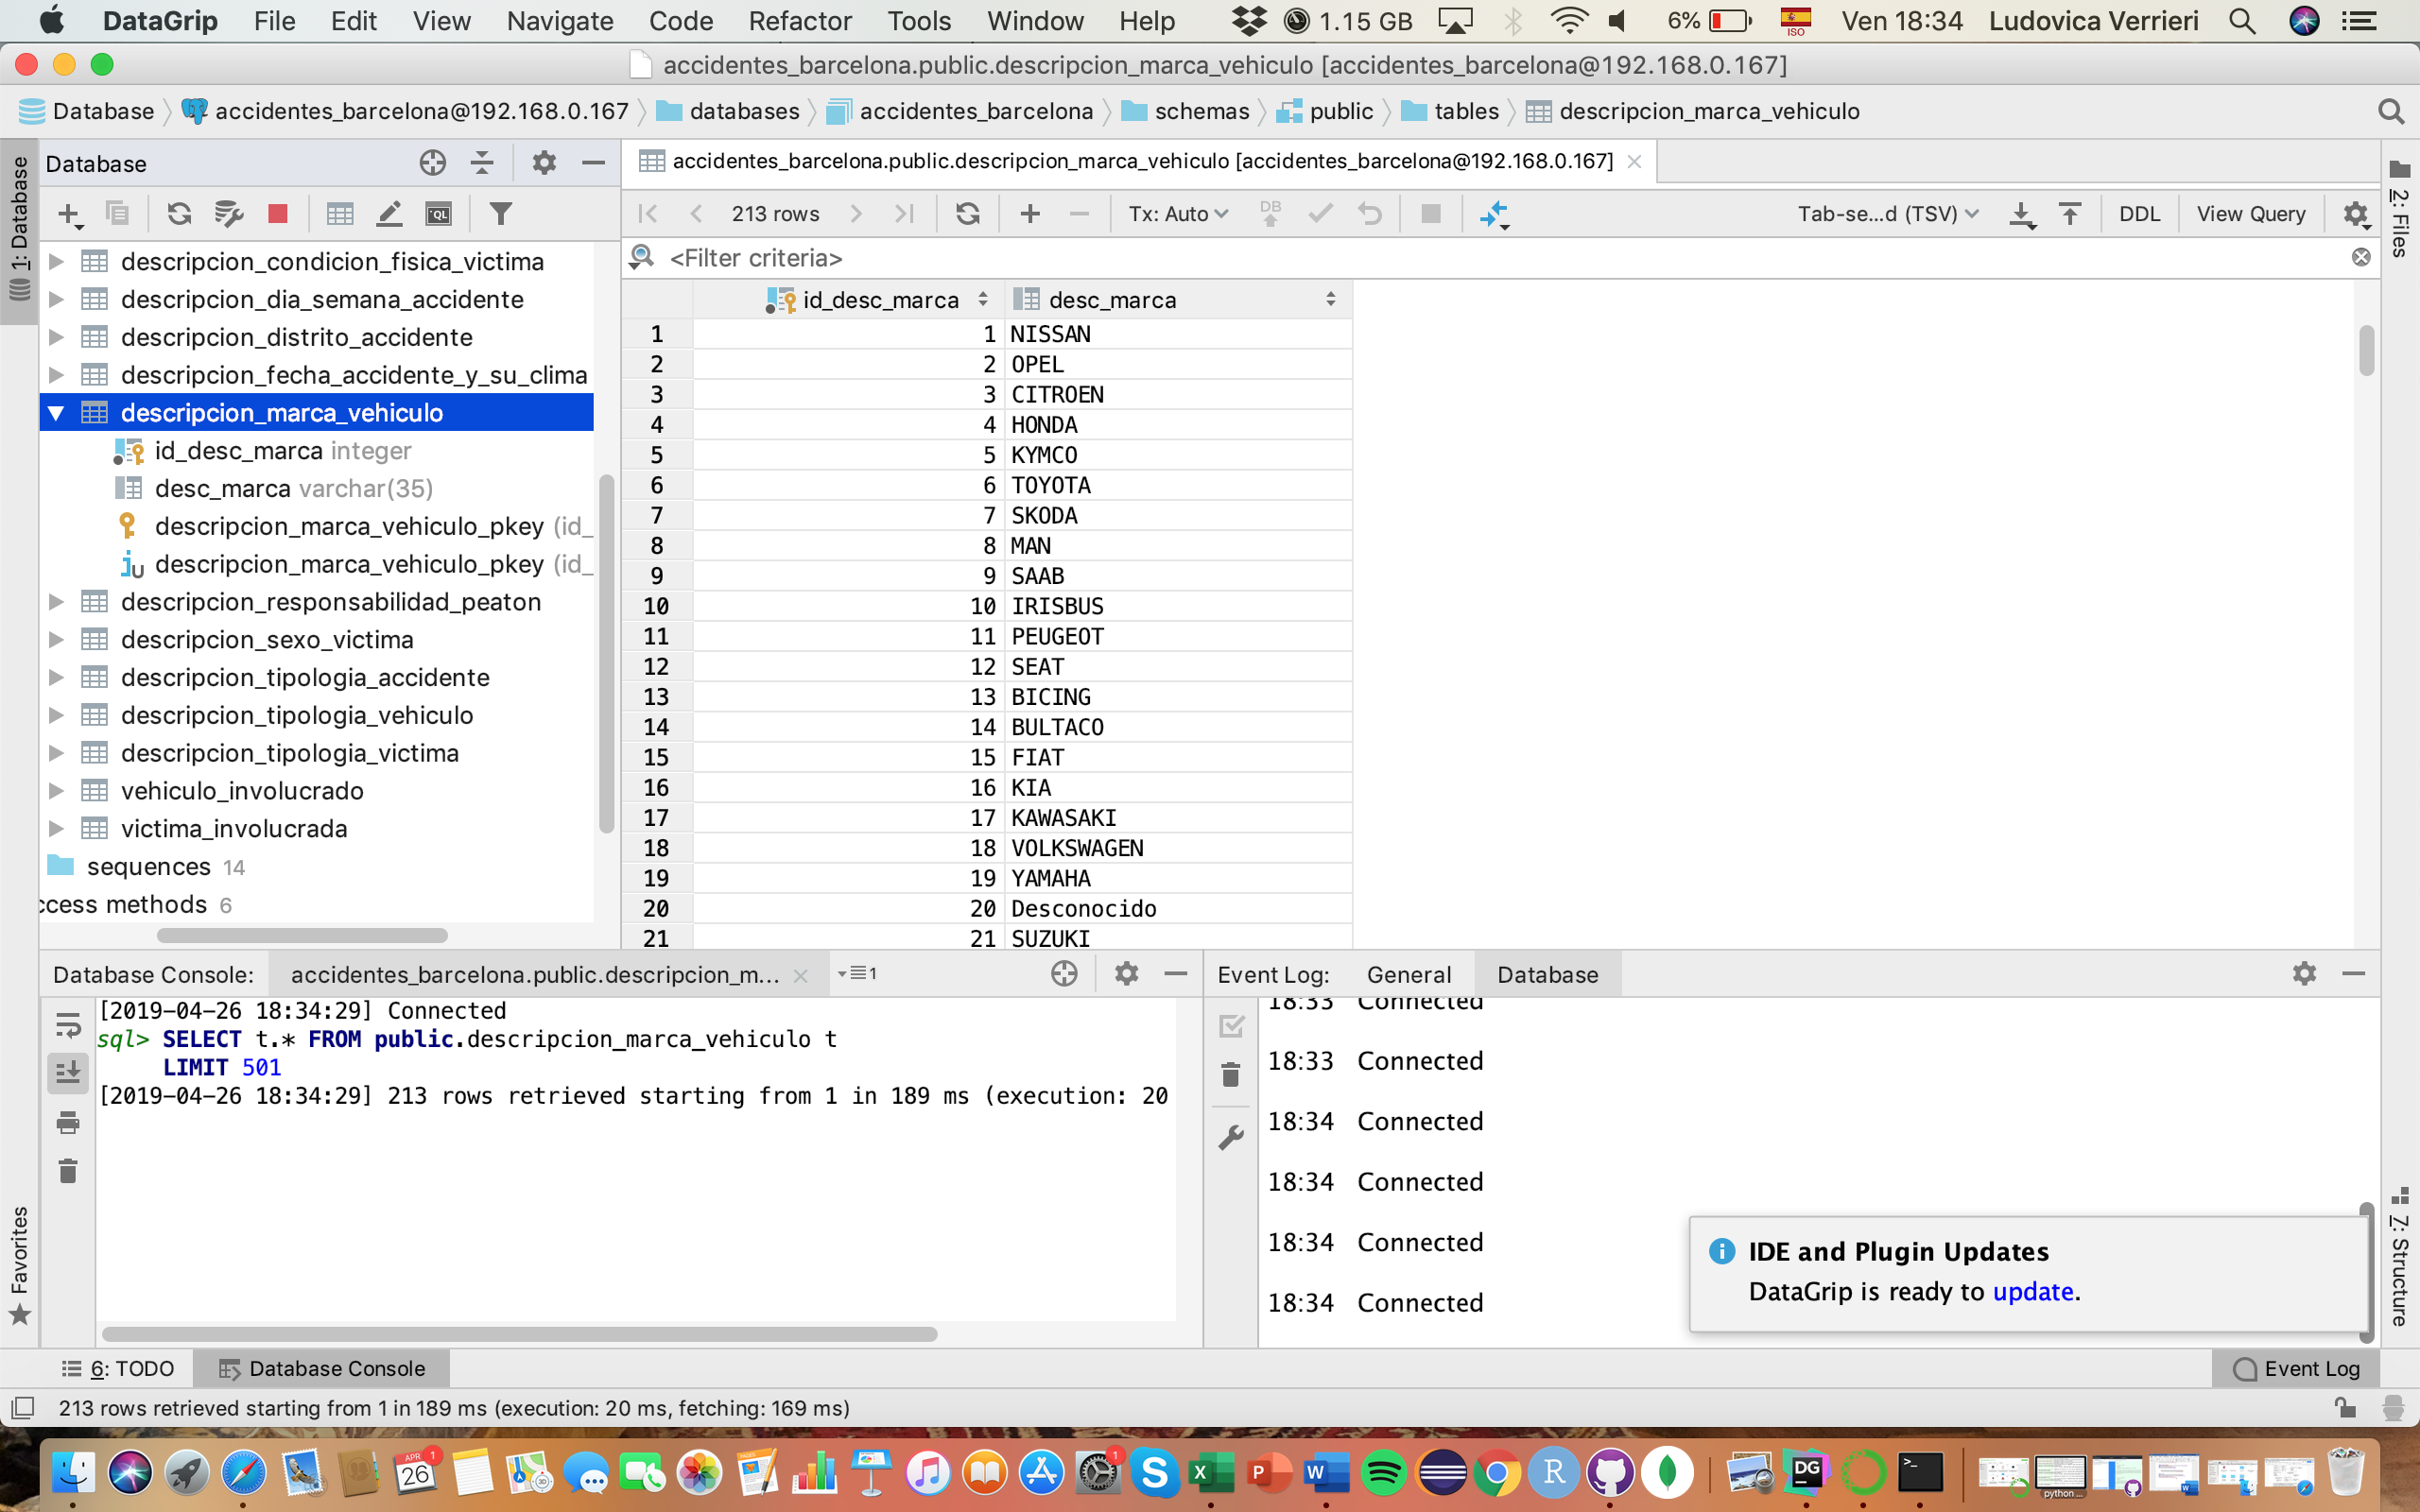 DataGrip File Edit View Navigate Code Refactor Tools Window Help 1.15 GB 6% ISO Ven 18:34 Ludovica Verrieri
accidentes_barcelona.public.descripcion_marca_vehiculo [accidentes_barcelona@192.168.0.167]
Database accidentes_barcelona@192.168.0.167 databases accidentes_barcelona schemas public tables descripcion_marca_vehiculo
1: Database
Favorites
Database
QL
descripcion_condicion_fisica_victima
descripcion_dia_semana_accidente
descripcion_distrito_accidente
descripcion_fecha_accidente_y_su_clima
descripcion_marca_vehiculo
id_desc_marca integer
desc_marca varchar(35)
descripcion_marca_vehiculo_pkey (id_
descripcion_marca_vehiculo_pkey (id_
descripcion_responsabilidad_peaton
descripcion_sexo_victima
descripcion_tipologia_accidente
descripcion_tipologia_vehiculo
descripcion_tipologia_victima
vehiculo_involucrado
victima_involucrada
sequences 14
ccess methods 6
accidentes_barcelona.public.descripcion_marca_vehiculo [accidentes_barcelona@192.168.0.167]
213 rows Tx: Auto DB Tab-se...d (TSV) DDL View Query
<Filter criteria>
id_desc_marca desc_marca
1 1 NISSAN
2 2 OPEL
3 3 CITROEN
4 4 HONDA
5 5 KYMCO
6 6 TOYOTA
7 7 SKODA
8 8 MAN
9 9 SAAB
10 10 IRISBUS
11 11 PEUGEOT
12 12 SEAT
13 13 BICING
14 14 BULTACO
15 15 FIAT
16 16 KIA
17 17 KAWASAKI
18 18 VOLKSWAGEN
19 19 YAMAHA
20 20 Desconocido
21 21 SUZUKI
2: Files
7: Structure
Database Console: accidentes_barcelona.public.descripcion_m... 1
[2019-04-26 18:34:29] Connected
sql> SELECT t.* FROM public.descripcion_marca_vehiculo t
LIMIT 501
[2019-04-26 18:34:29] 213 rows retrieved starting from 1 in 189 ms (execution: 20
Event Log: General Database
18:33 Connected
18:33 Connected
18:34 Connected
18:34 Connected
18:34 Connected
18:34 Connected
IDE and Plugin Updates
DataGrip is ready to update.
6: TODO Database Console Event Log
213 rows retrieved starting from 1 in 189 ms (execution: 20 ms, fetching: 169 ms)
APR 26 1 1 S X P W R DG >_ python ...